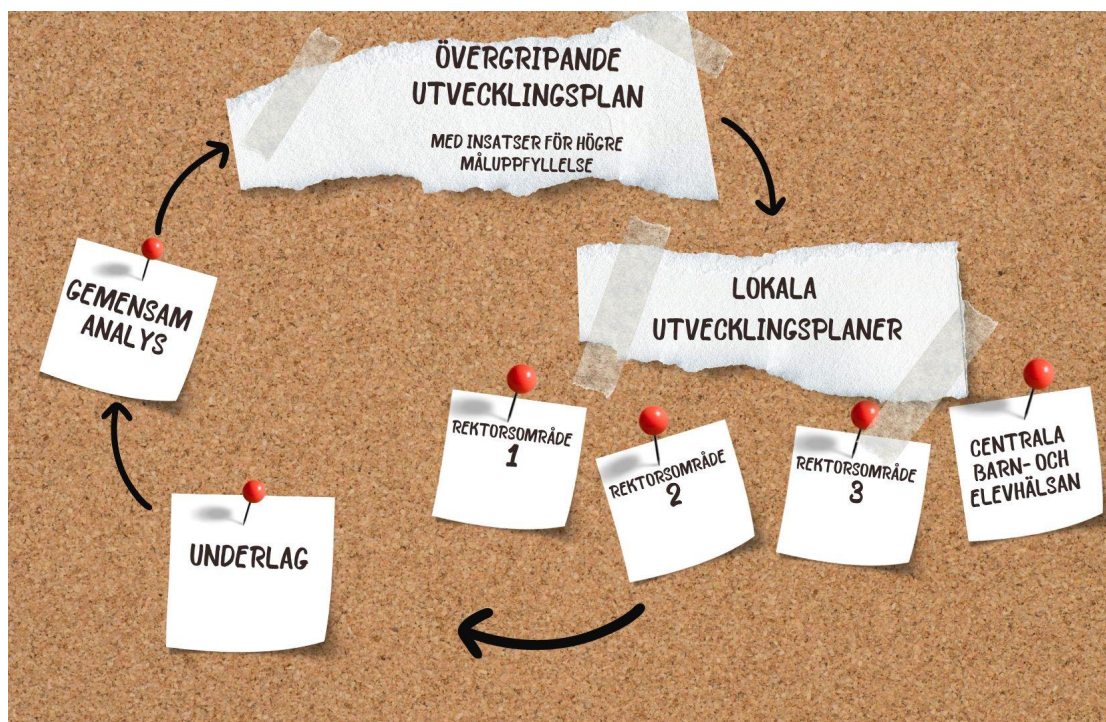 ÖVERGRIPANDE
UTVECKLINGSPLAN
MED INSATSER FÖR HÖGRE
MÅLUPPFYLLELSE
LOKALA
UTVECKLINGSPLANER
REKTORSOMRÅDE
1
REKTORSOMRÅDE
2
REKTORSOMRÅDE
3
CENTRALA
BARN- OCH
ELEVHÄLSAN
UNDERLAG
GEMENSAM
ANALYS